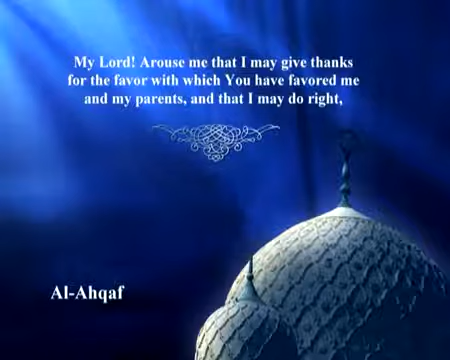 My Lord! Arouse me that I may give thanks
for the favor with which You have favored me
and my parents, and that I may do right,
Al-Ahqaf